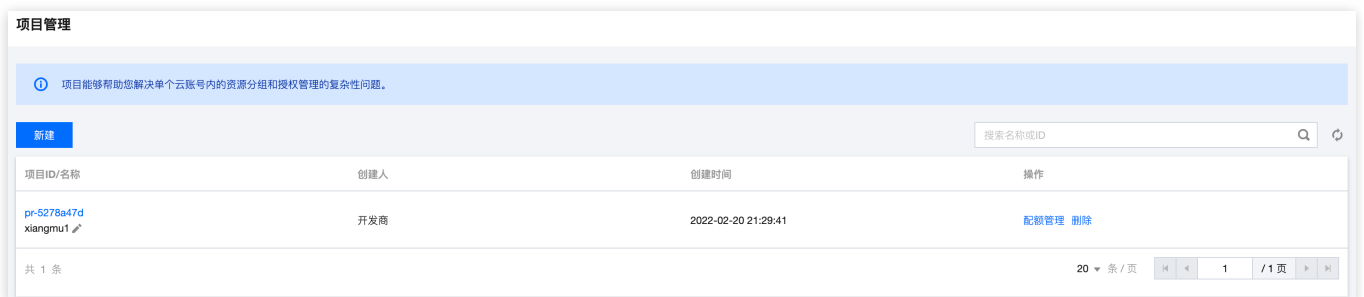 项目管理
项目能够帮助您解决单个云账号内的资源分组和授权管理的复杂性问题。
新建
搜索名称或ID
项目ID/名称 创建人 创建时间 操作
pr-5278a47d
xiangmu1
开发商 2022-02-20 21:29:41 配额管理 删除
共 1 条
20 条 / 页 1 / 1 页